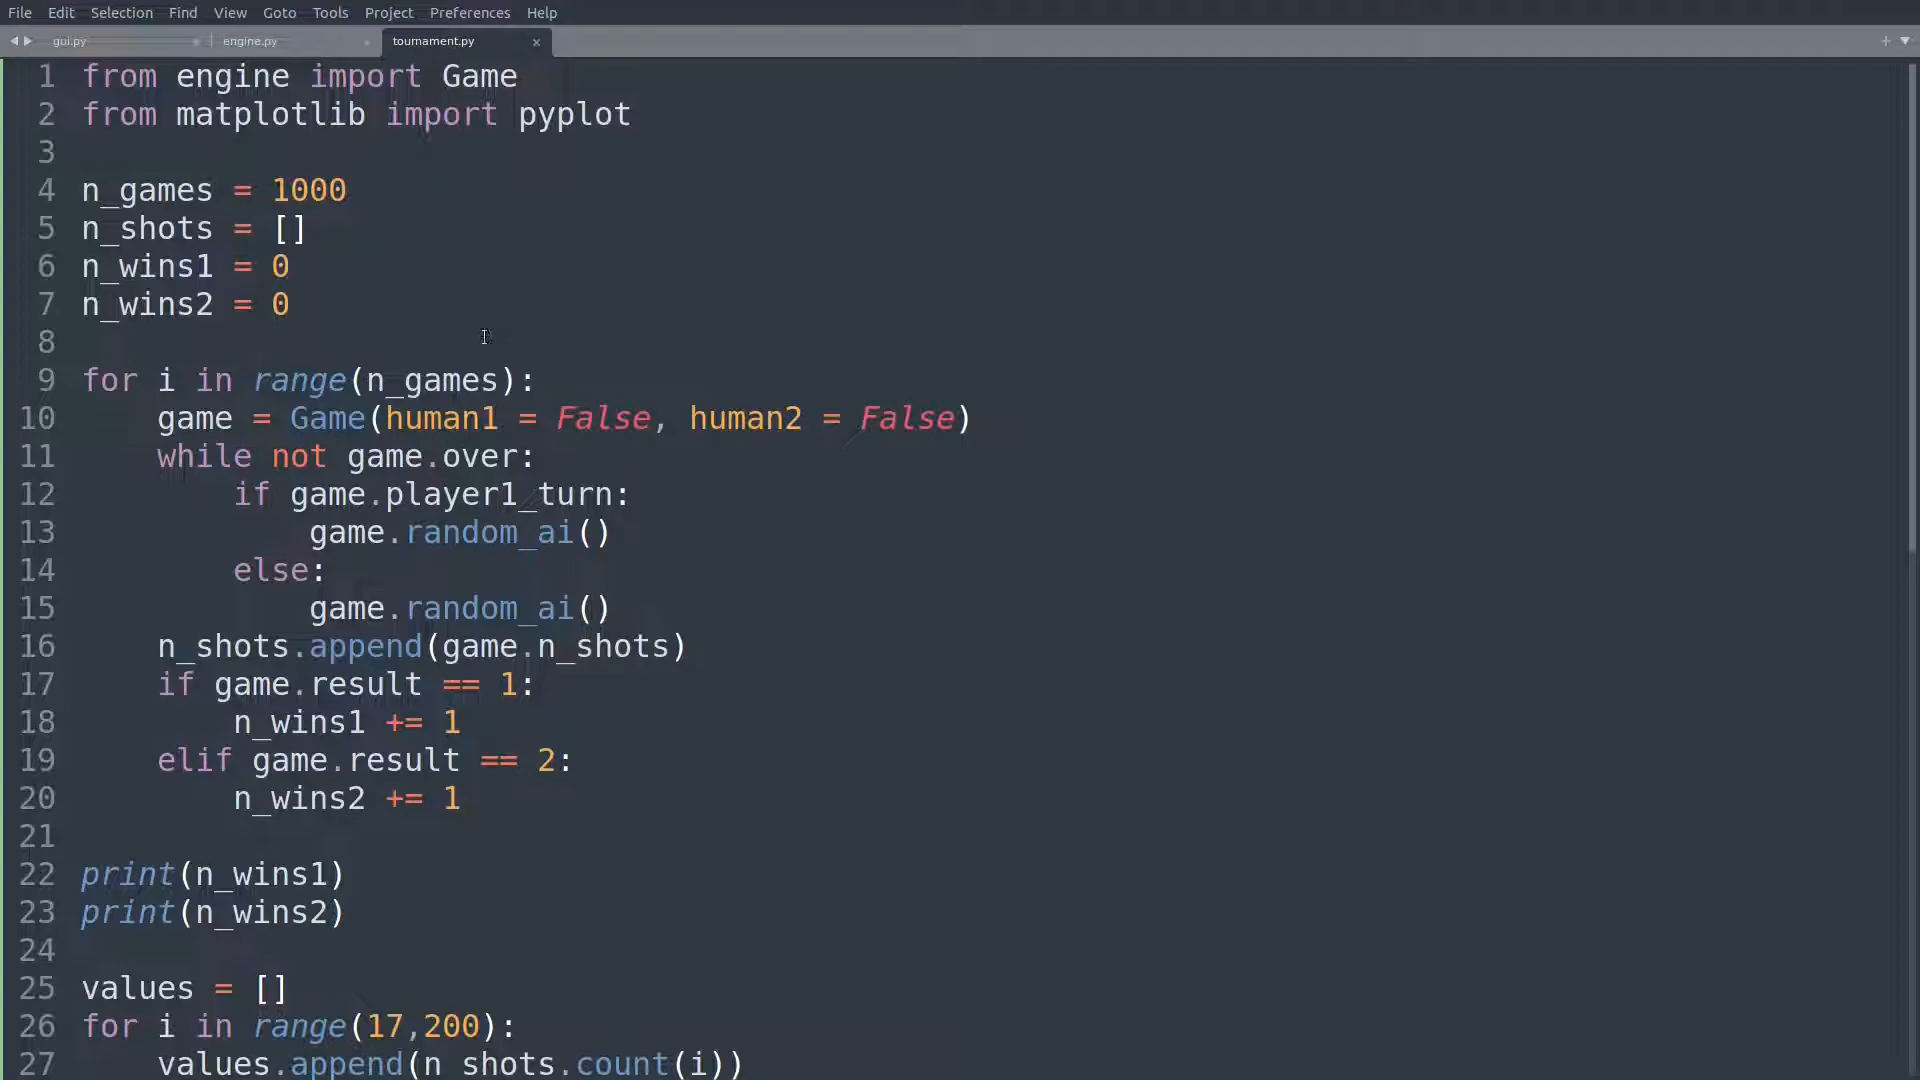 File Edit Selection Find View Goto Tools Project Preferences Help
gui.py engine.py tournament.py
1 from engine import Game
2 from matplotlib import pyplot
3
4 n_games = 1000
5 n_shots = []
6 n_wins1 = 0
7 n_wins2 = 0
8
9 for i in range(n_games):
10     game = Game(human1 = False, human2 = False)
11     while not game.over:
12         if game.player1_turn:
13             game.random_ai()
14         else:
15             game.random_ai()
16     n_shots.append(game.n_shots)
17     if game.result == 1:
18         n_wins1 += 1
19     elif game.result == 2:
20         n_wins2 += 1
21
22 print(n_wins1)
23 print(n_wins2)
24
25 values = []
26 for i in range(17,200):
27     values.append(n_shots.count(i))